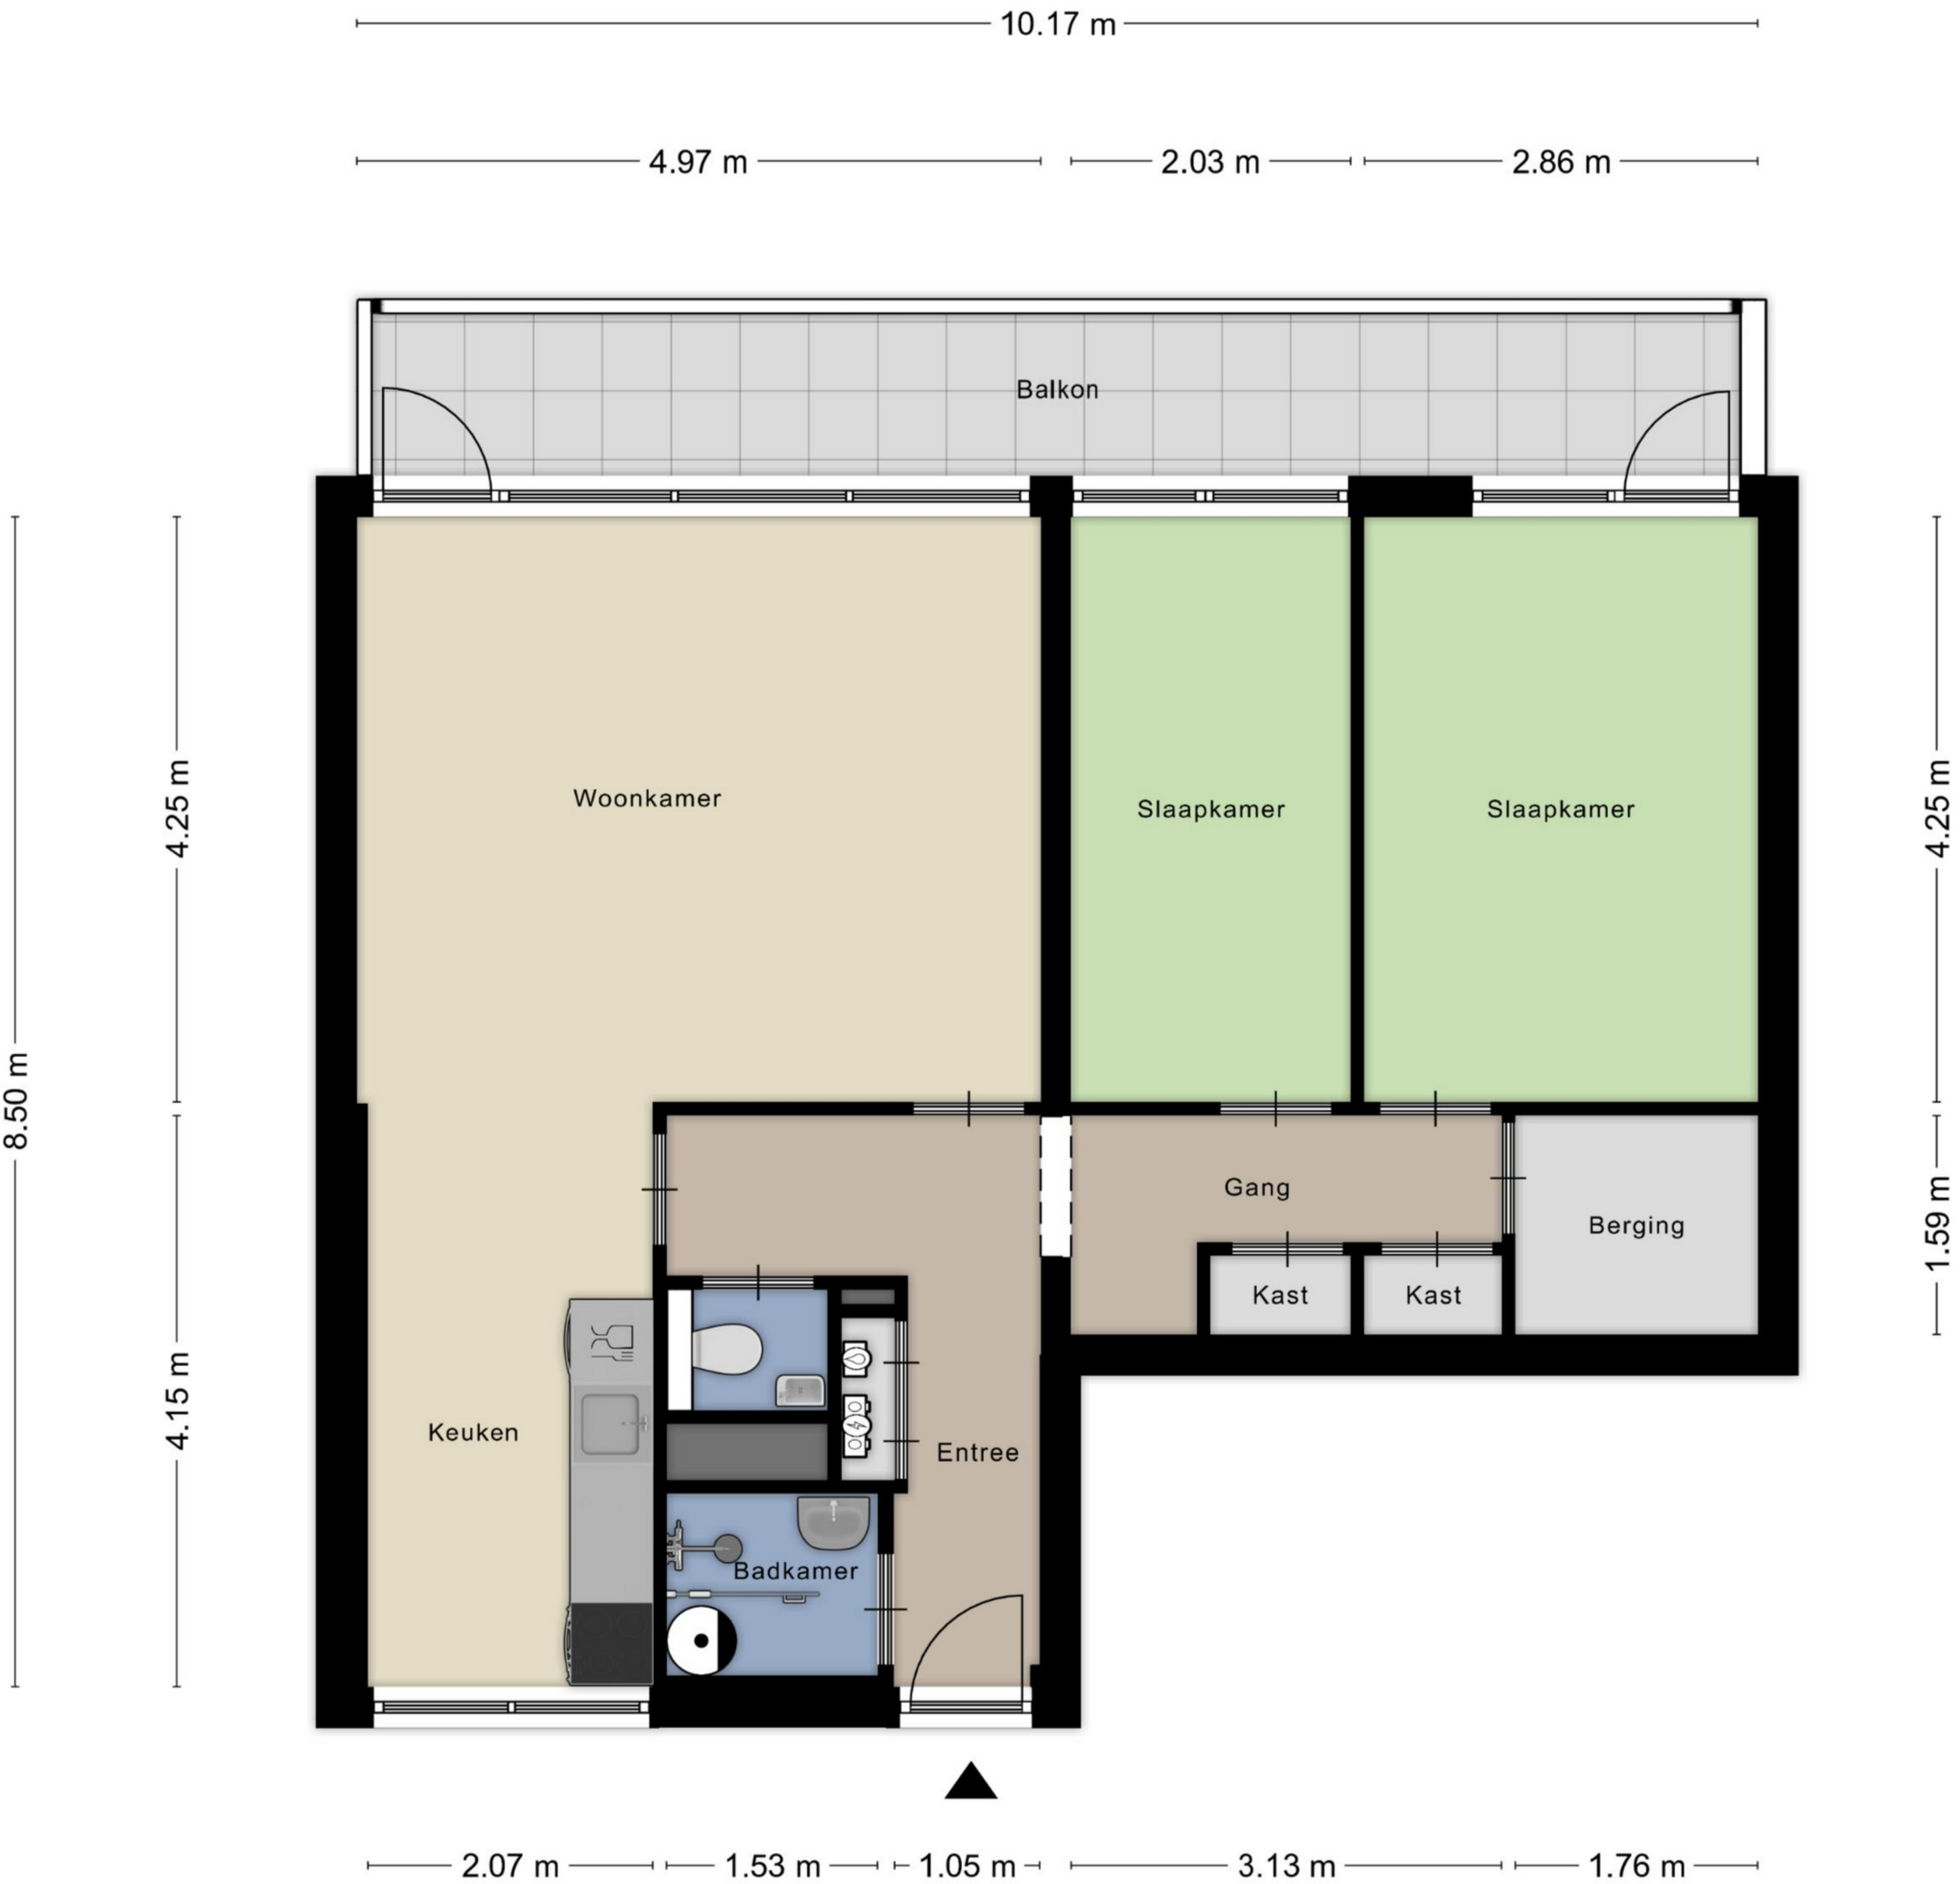 10.17 m
4.97 m
2.03 m
2.86 m
Balkon
4.25 m
4.25 m
Woonkamer
Slaapkamer
Slaapkamer
8.50 m
Gang
Berging
1.59 m
Kast
Kast
4.15 m
Keuken
Entree
Badkamer
2.07 m
1.53 m
1.05 m
3.13 m
1.76 m